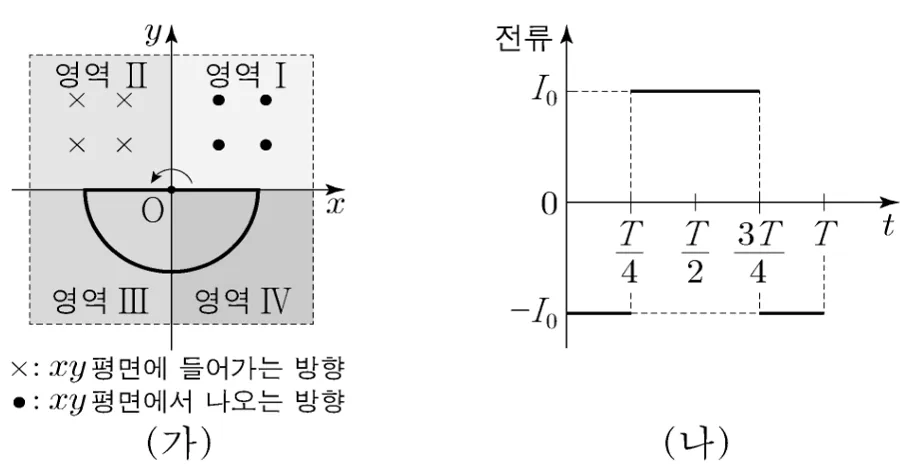 y
영역 Ⅱ
영역 Ⅰ
× ×
● ●
× ×
● ●
O
x
영역 Ⅲ
영역 Ⅳ
×: xy 평면에 들어가는 방향
●: xy 평면에서 나오는 방향
(가)
전류
I₀
0
T/4
T/2
3T/4
T
t
-I₀
(나)